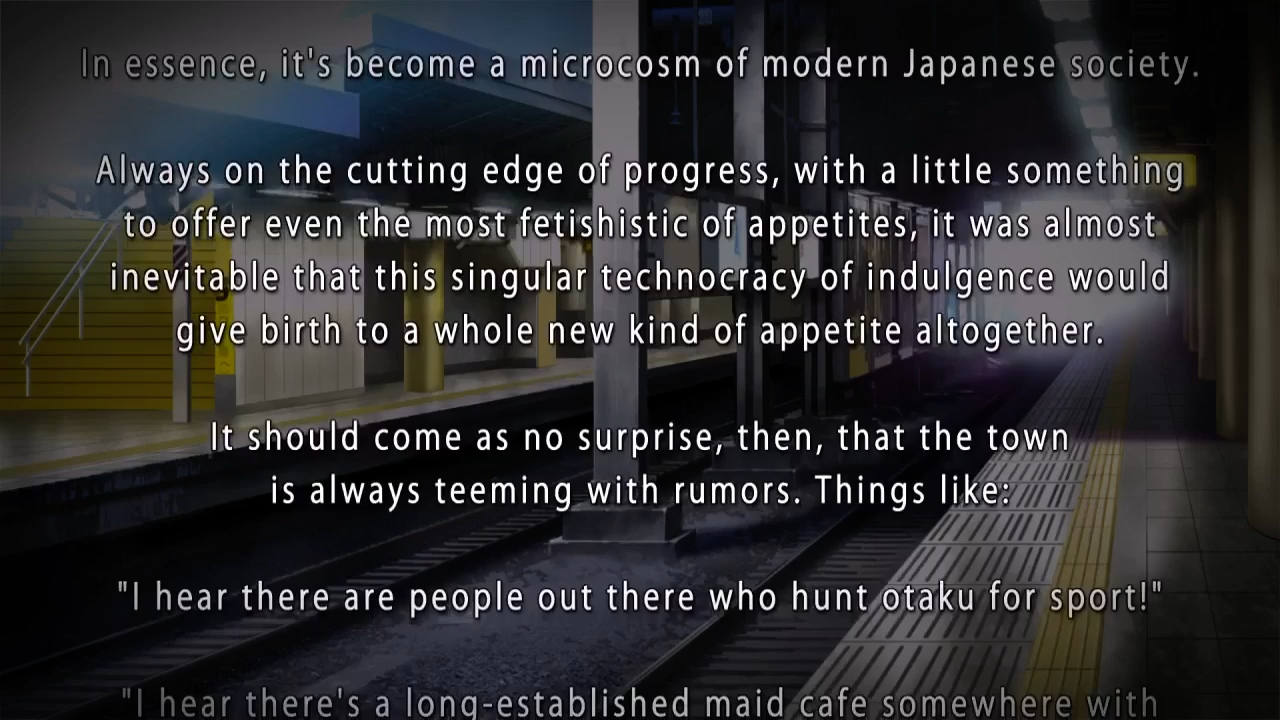 In essence, it's become a microcosm of modern Japanese society.
Always on the cutting edge of progress, with a little something
to offer even the most fetishistic of appetites, it was almost
inevitable that this singular technocracy of indulgence would
give birth to a whole new kind of appetite altogether.
It should come as no surprise, then, that the town
is always teeming with rumors. Things like:
"I hear there are people out there who hunt otaku for sport!"
"I hear there's a long-established maid cafe somewhere with